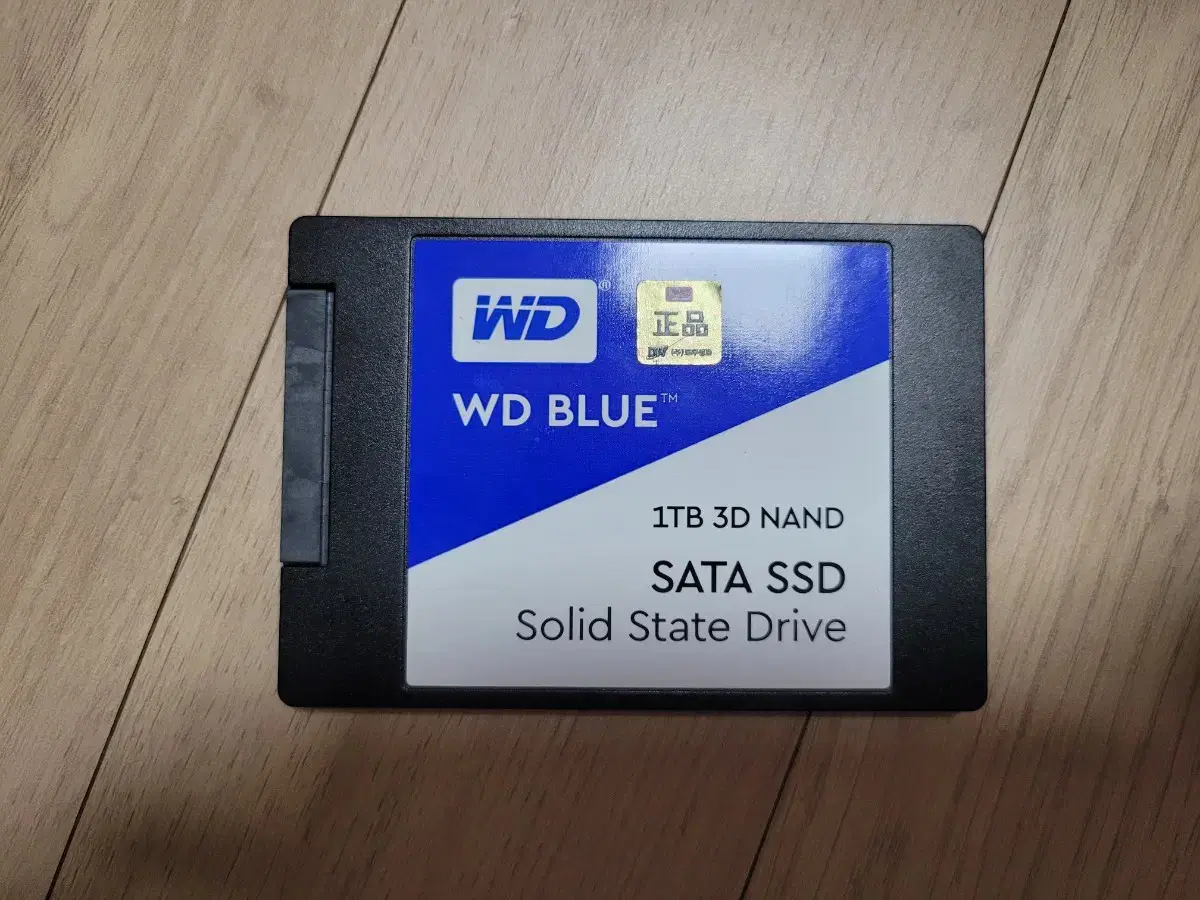 WD®
正品
WD BLUE™
1TB 3D NAND
SATA SSD
Solid State Drive